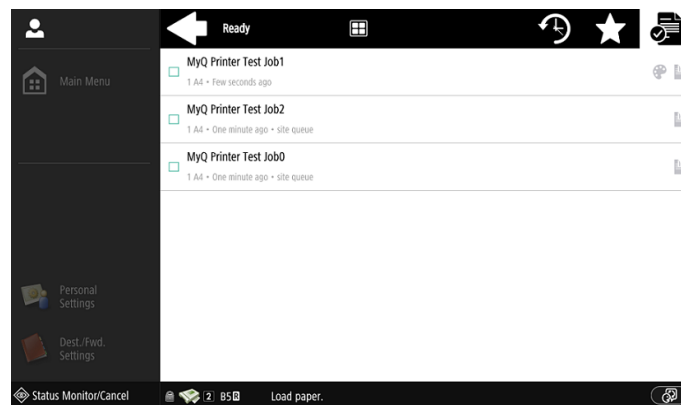 Ready
Main Menu
MyQ Printer Test Job1
1 A4 • Few seconds ago
MyQ Printer Test Job2
1 A4 • One minute ago • site queue
MyQ Printer Test Job0
1 A4 • One minute ago • site queue
Personal
Settings
Dest./Fwd.
Settings
Status Monitor/Cancel
2 B5R Load paper.